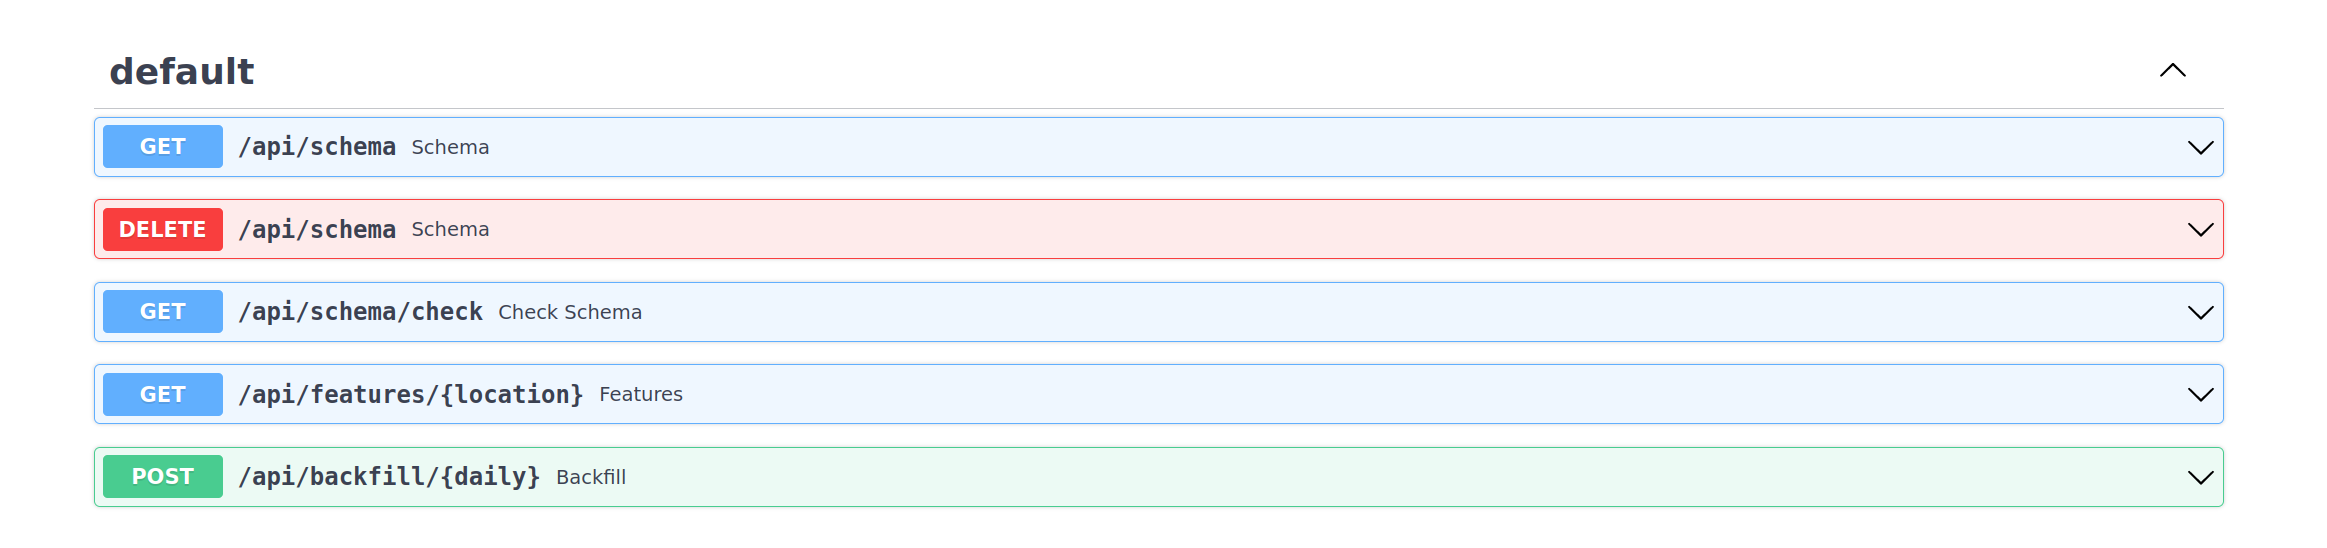 default
GET /api/schema Schema
DELETE /api/schema Schema
GET /api/schema/check Check Schema
GET /api/features/{location} Features
POST /api/backfill/{daily} Backfill